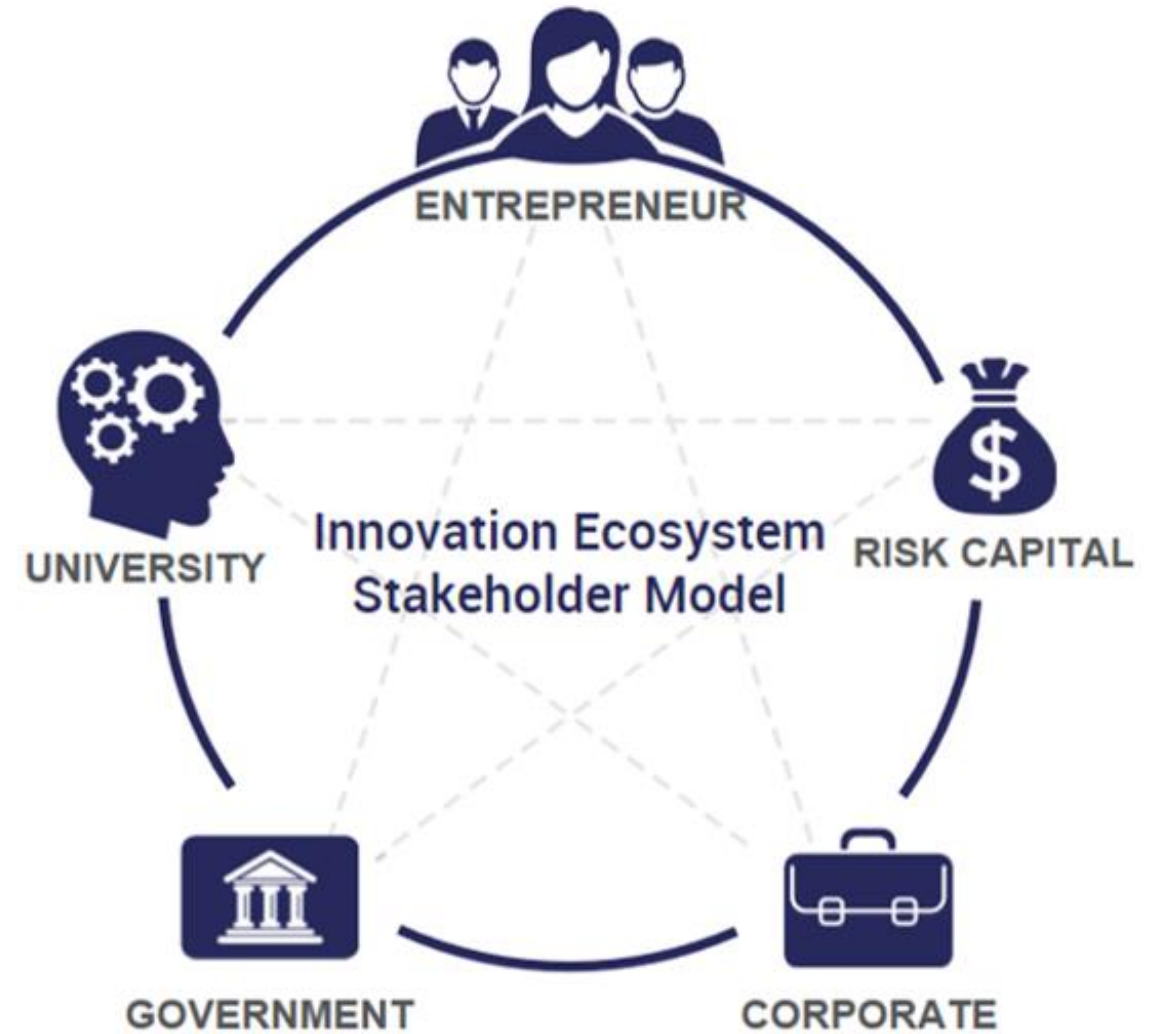 ENTREPRENEUR
$
Innovation Ecosystem
Stakeholder Model
UNIVERSITY
RISK CAPITAL
GOVERNMENT
CORPORATE